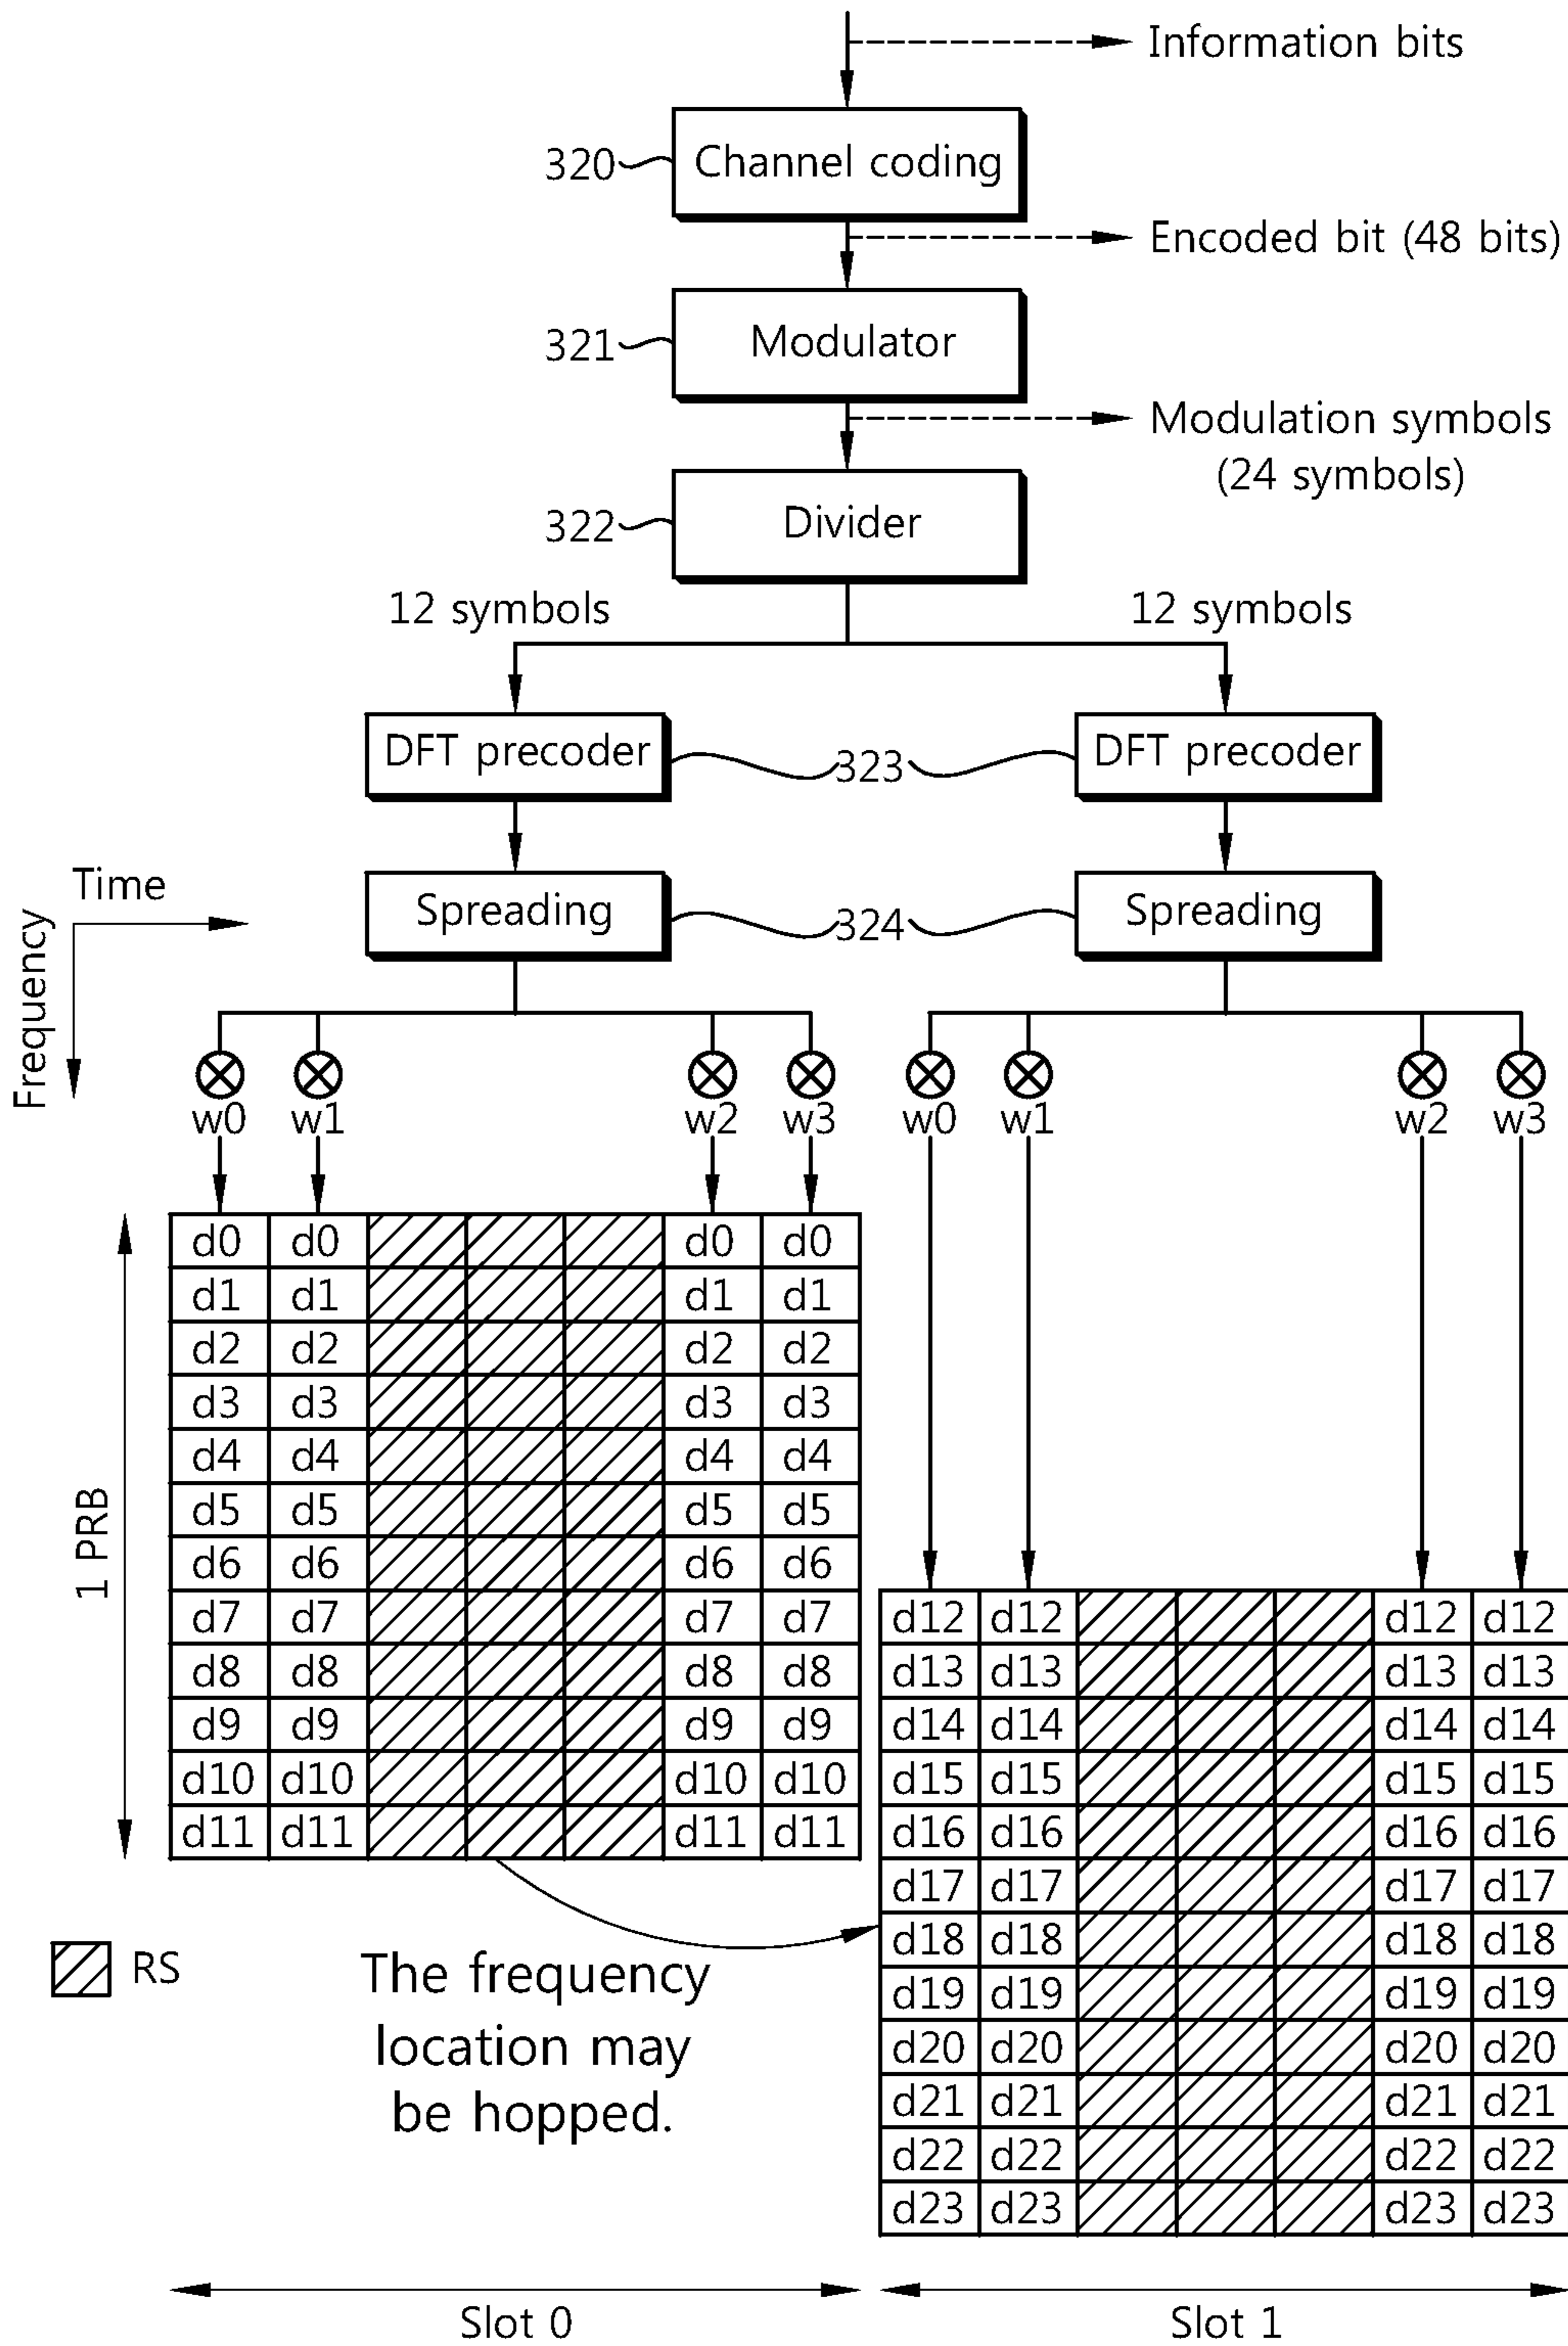 Information bits
320
Channel coding
Encoded bit (48 bits)
321
Modulator
Modulation symbols
(24 symbols)
322
Divider
12 symbols
12 symbols
DFT precoder
323
DFT precoder
Time
Frequency
Spreading
324
Spreading
w0 w1 w2 w3 w0 w1 w2 w3
1 PRB
d0 d0 d0 d0
d1 d1 d1 d1
d2 d2 d2 d2
d3 d3 d3 d3
d4 d4 d4 d4
d5 d5 d5 d5
d6 d6 d6 d6
d7 d7 d7 d7
d8 d8 d8 d8
d9 d9 d9 d9
d10 d10 d10 d10
d11 d11 d11 d11
d12 d12 d12 d12
d13 d13 d13 d13
d14 d14 d14 d14
d15 d15 d15 d15
d16 d16 d16 d16
d17 d17 d17 d17
d18 d18 d18 d18
d19 d19 d19 d19
d20 d20 d20 d20
d21 d21 d21 d21
d22 d22 d22 d22
d23 d23 d23 d23
RS
The frequency
location may
be hopped.
Slot 0
Slot 1